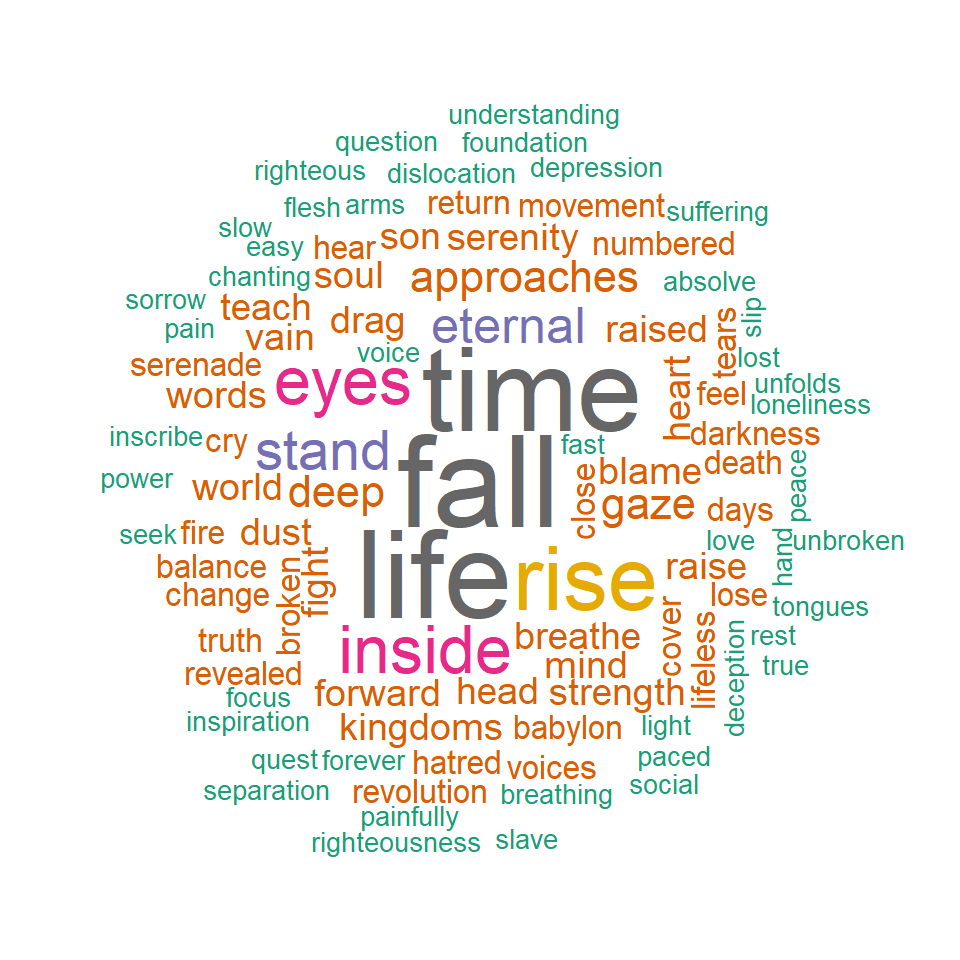 understanding
question foundation
righteous dislocation depression
flesh arms return movement suffering
slow easy hear son serenity numbered
chanting soul approaches absolve
sorrow teach drag eternal raised slip
pain vain voice time tears lost
serenade eyes heart feel unfolds
words loneliness
inscribe cry stand fall fast darkness
power world deep close blame death peace
gaze days
seek fire dust love hand unbroken
balance broken fight life rise raise
change lose tongues
truth inside breathe cover lifeless deception rest
revealed mind true
focus forward head strength
inspiration kingdoms babylon light
quest forever hatred voices paced
separation revolution breathing social
painfully
righteousness slave